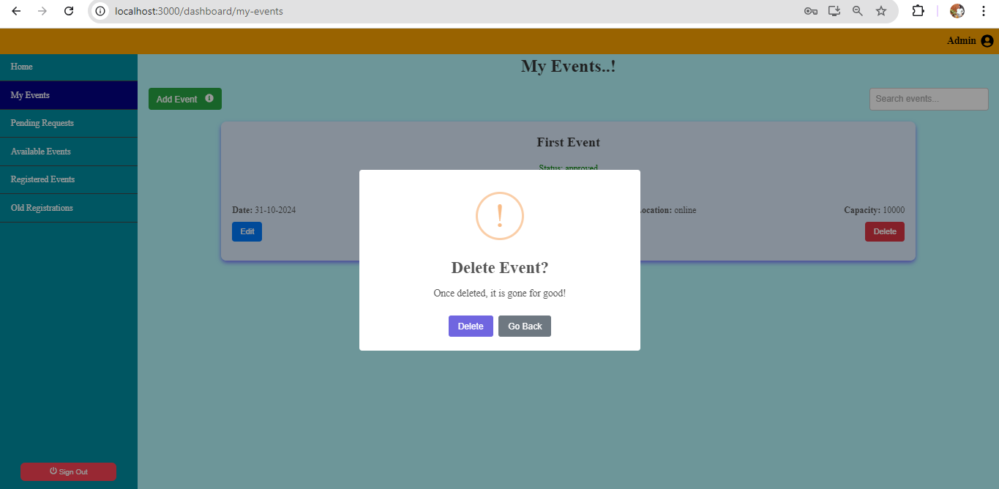 localhost:3000/dashboard/my-events
Admin
Home
My Events
Pending Requests
Available Events
Registered Events
Old Registrations
Sign Out
My Events..!
Add Event
Search events...
First Event
Status: approved
Date: 31-10-2024
Location: online
Capacity: 10000
Edit
Delete
!
Delete Event?
Once deleted, it is gone for good!
Delete Go Back